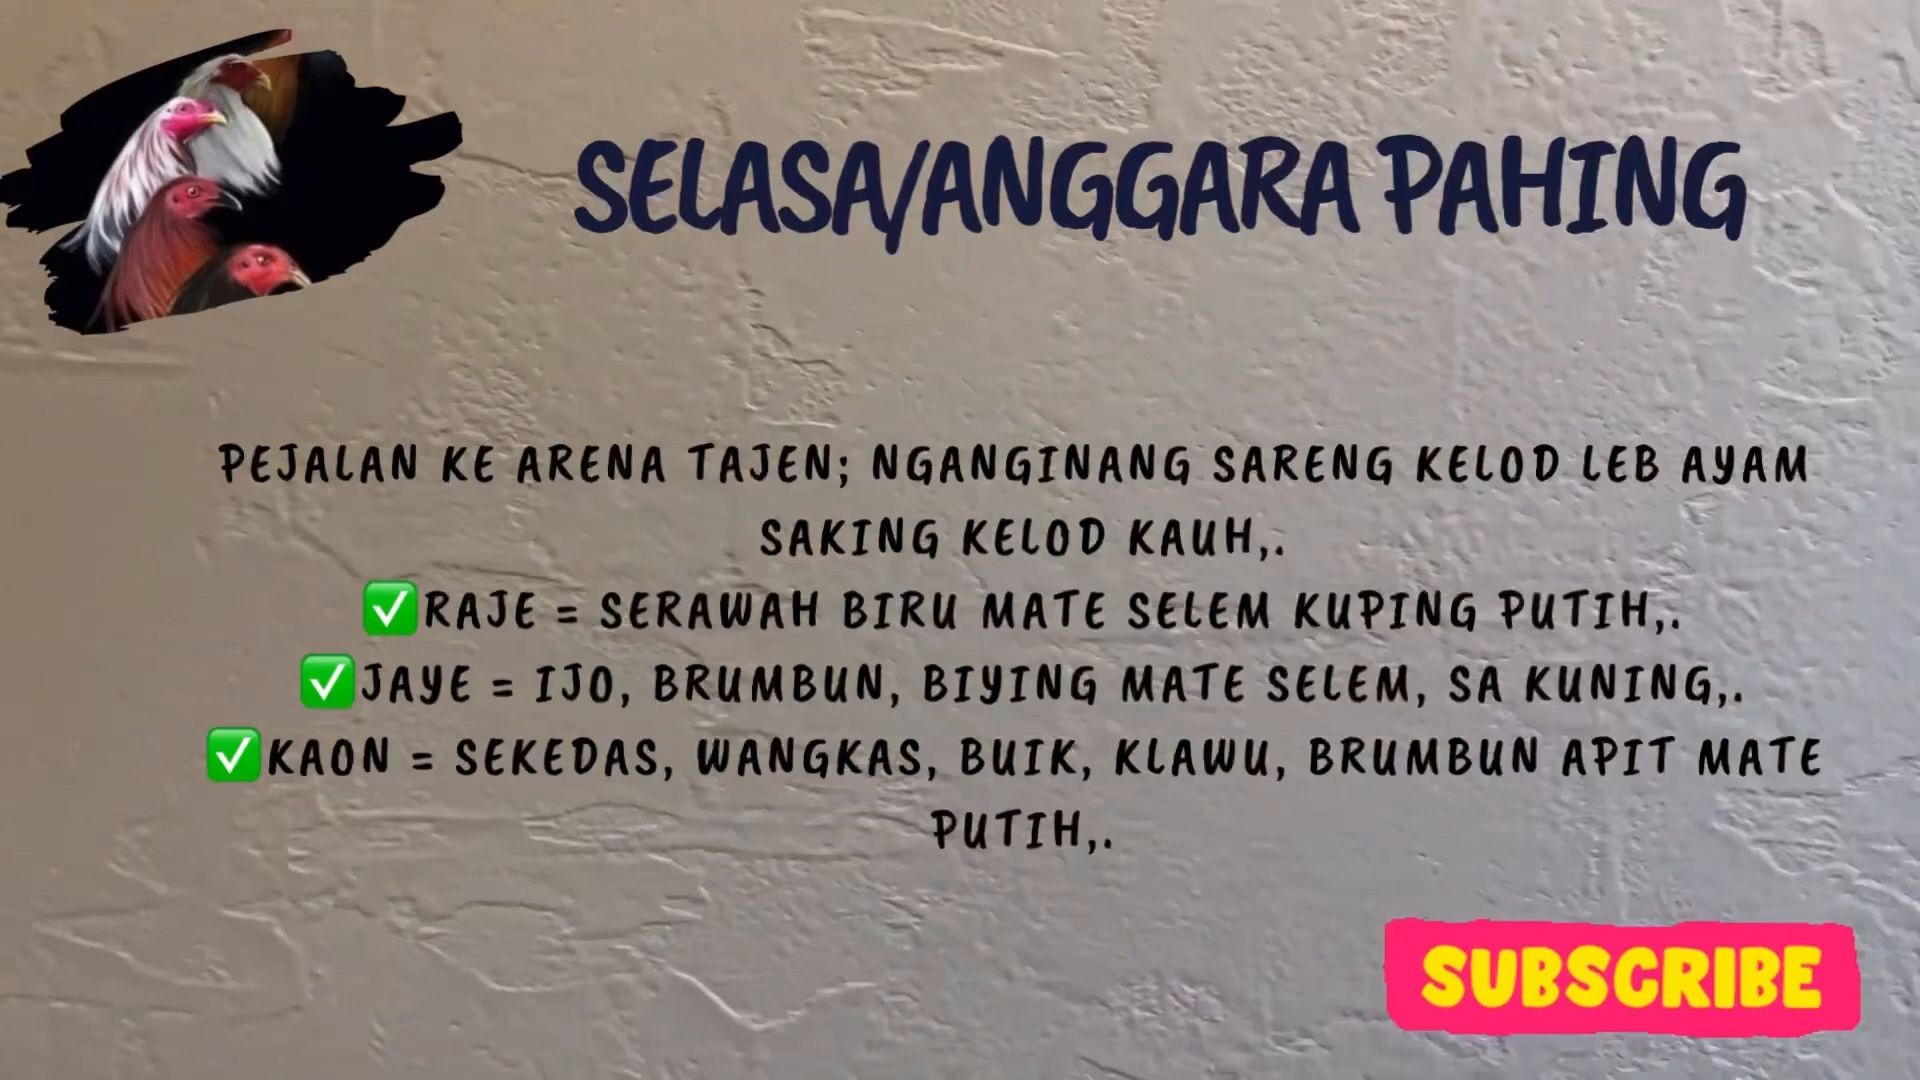 SELASA/ANGGARA PAHING
PEJALAN KE ARENA TAJEN; NGANGINANG SARENG KELOD LEB AYAM
SAKING KELOD KAUH,.
✅RAJE = SERAWAH BIRU MATE SELEM KUPING PUTIH,.
✅JAYE = IJO, BRUMBUN, BIYING MATE SELEM, SA KUNING,.
✅KAON = SEKEDAS, WANGKAS, BUIK, KLAWU, BRUMBUN APIT MATE
PUTIH,.
SUBSCRIBE